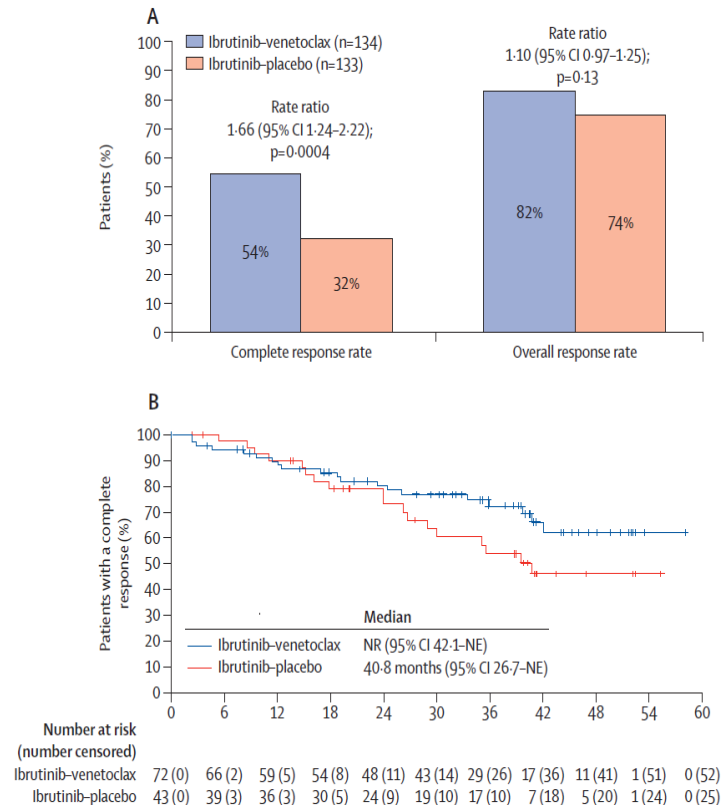 A
Ibrutinib–venetoclax (n=134)
Ibrutinib–placebo (n=133)
Rate ratio
1·66 (95% CI 1·24–2·22);
p=0·0004
Rate ratio
1·10 (95% CI 0·97–1·25);
p=0·13
Patients (%)
100
90
80
70
60
50
40
30
20
10
0
54%
32%
82%
74%
Complete response rate
Overall response rate
B
Patients with a complete
response (%)
100
90
80
70
60
50
40
30
20
10
0
Median
Ibrutinib–venetoclax NR (95% CI 42·1–NE)
Ibrutinib–placebo 40·8 months (95% CI 26·7–NE)
0 6 12 18 24 30 36 42 48 54 60
Number at risk
(number censored)
Ibrutinib–venetoclax 72 (0) 66 (2) 59 (5) 54 (8) 48 (11) 43 (14) 29 (26) 17 (36) 11 (41) 1 (51) 0 (52)
Ibrutinib–placebo 43 (0) 39 (3) 36 (3) 30 (5) 24 (9) 19 (10) 17 (10) 7 (18) 5 (20) 1 (24) 0 (25)